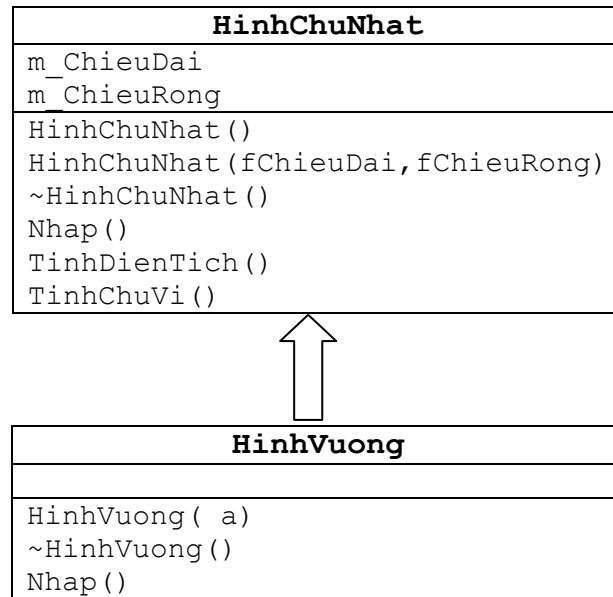 HinhChuNhat
m_ChieuDai
m_ChieuRong
HinhChuNhat()
HinhChuNhat(fChieuDai,fChieuRong)
~HinhChuNhat()
Nhap()
TinhDienTich()
TinhChuVi()
HinhVuong
HinhVuong( a)
~HinhVuong()
Nhap()